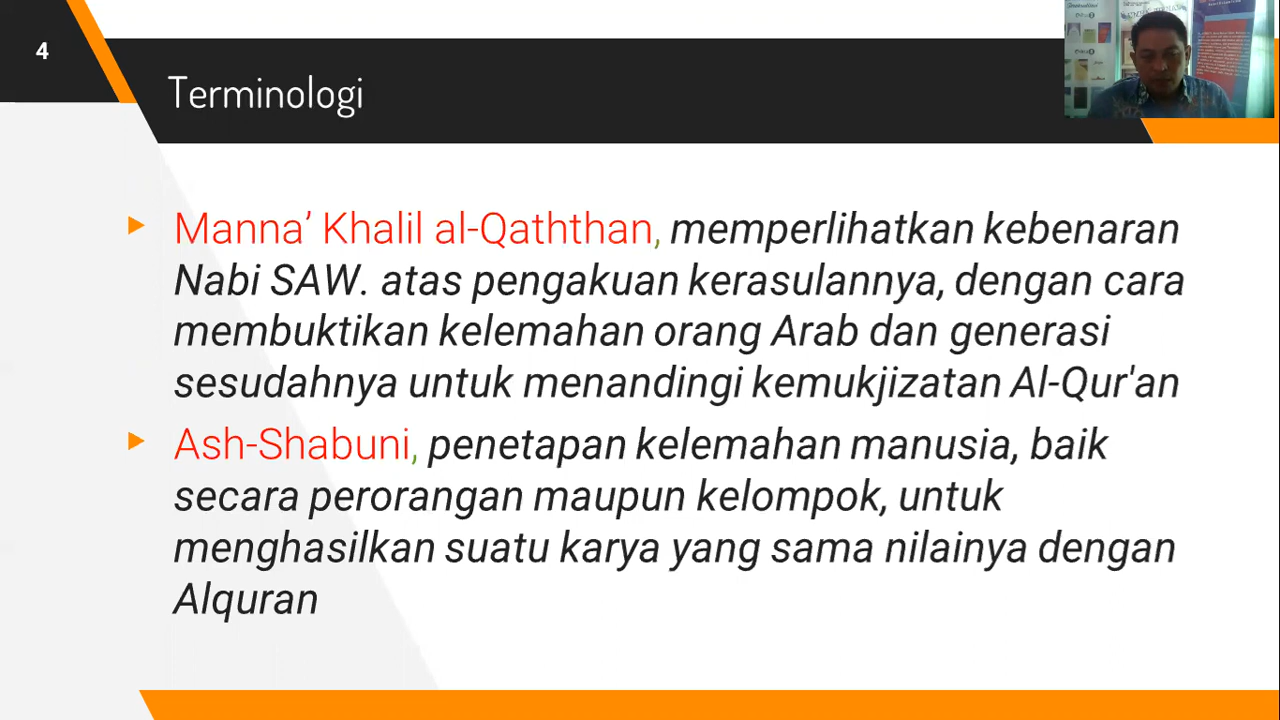 4
Terminologi
Manna’ Khalil al-Qaththan, memperlihatkan kebenaran
Nabi SAW. atas pengakuan kerasulannya, dengan cara
membuktikan kelemahan orang Arab dan generasi
sesudahnya untuk menandingi kemukjizatan Al-Qur'an
Ash-Shabuni, penetapan kelemahan manusia, baik
secara perorangan maupun kelompok, untuk
menghasilkan suatu karya yang sama nilainya dengan
Alquran